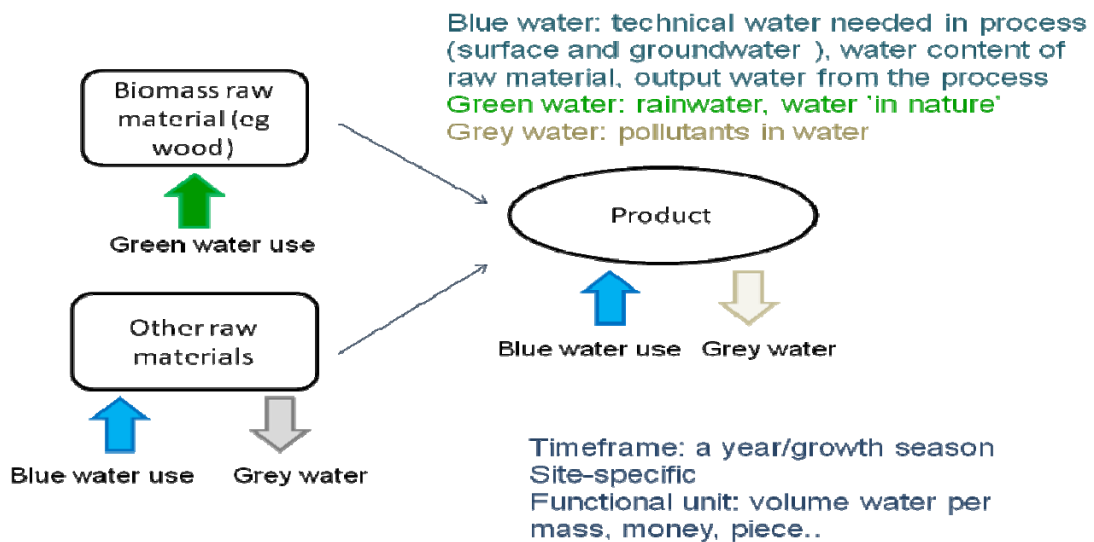 Blue water: technical water needed in process
(surface and groundwater ), water content of
raw material, output water from the process
Green water: rainwater, water 'in nature'
Grey water: pollutants in water
Biomass raw
material (eg
wood)
Green water use
Product
Other raw
materials
Blue water use
Grey water
Blue water use
Grey water
Timeframe: a year/growth season
Site-specific
Functional unit: volume water per
mass, money, piece..